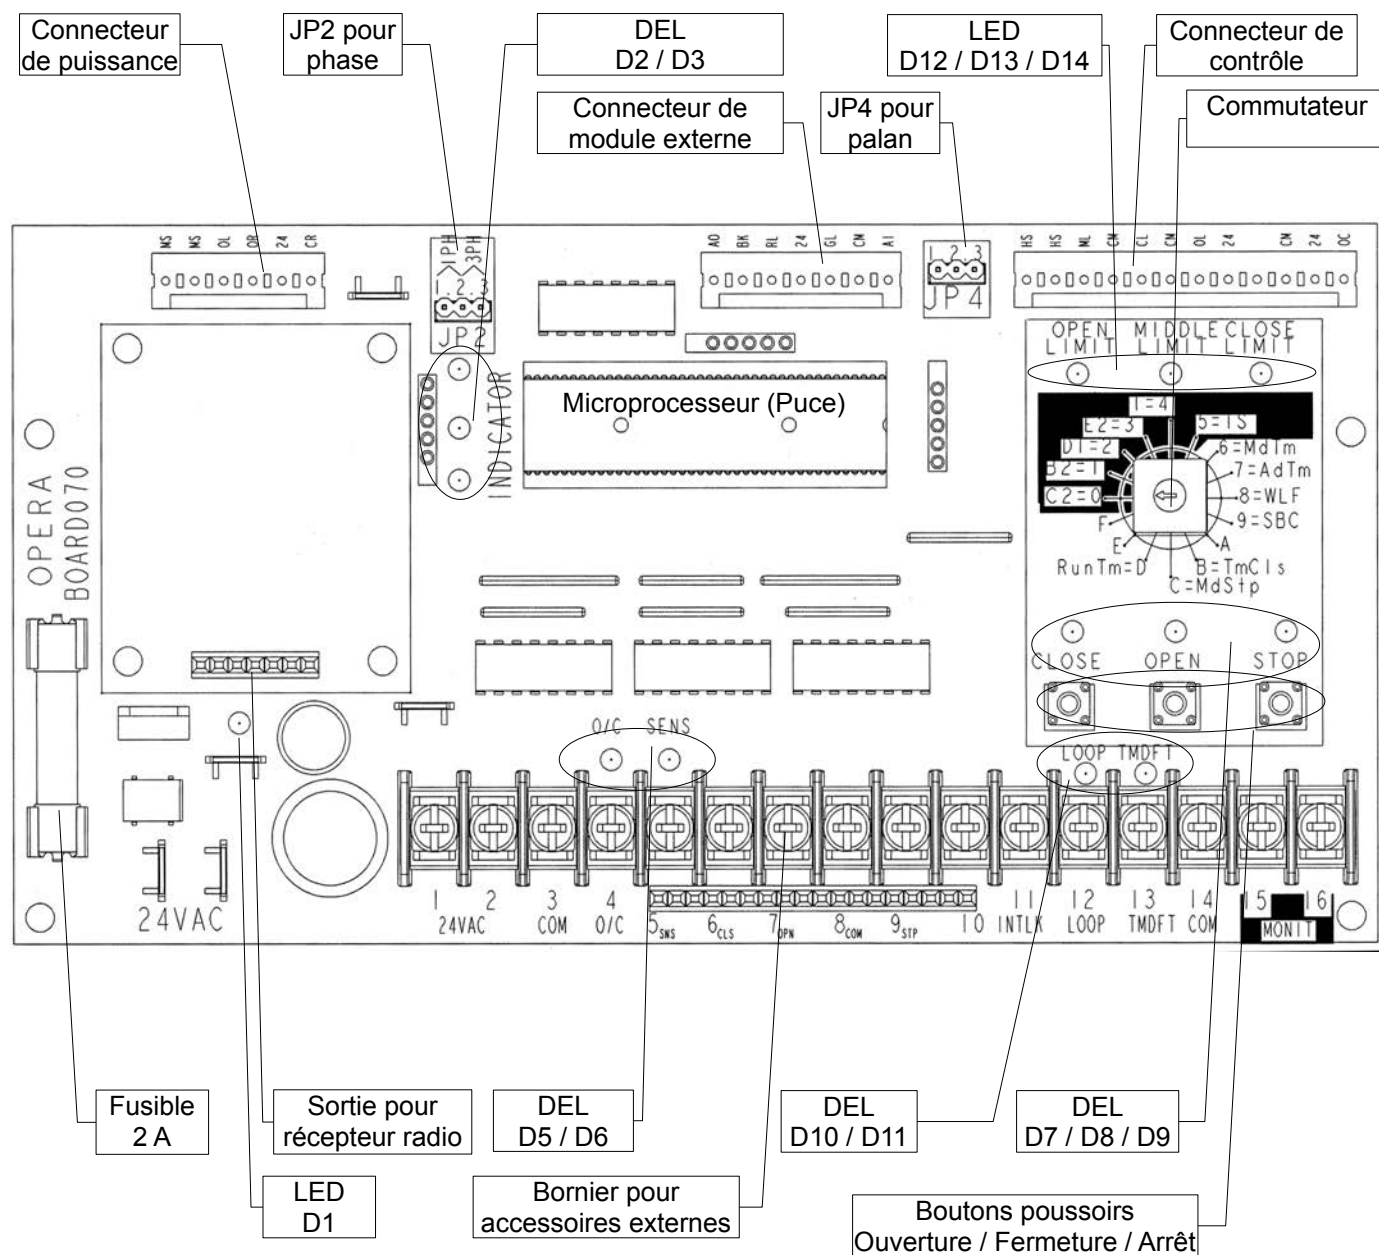 Connecteur
de puissance
JP2 pour
phase
DEL
D2 / D3
LED
D12 / D13 / D14
Connecteur de
contrôle
Connecteur de
module externe
JP4 pour
palan
Commutateur
MS MS OL OR 24 CR
1PH 3PH
1.2.3
JP2
AO BK RL 24 GL CM AI
1.2.3
JP4
HS HS ML CM CL CM OL 24 CM 24 OC
OPEN LIMIT
MIDDLE LIMIT
CLOSE LIMIT
INDICATOR
Microprocesseur (Puce)
OPERA
BOARD070
1=4
E2=3
5=TS
D1=2
6=MdTm
B2=1
7=AdTm
C2=0
8=WLF
9=SBC
F
E
A
RunTm=D
B=TmCls
C=MdStp
CLOSE OPEN STOP
O/C SENS
LOOP TMDFT
24VAC
1 2 3 4 5SNS 6CLS 7OPN 8COM 9STP 10 11 12 13 14 15 16
24VAC COM O/C INTLK LOOP TMDFT COM MONIT
Fusible
2 A
Sortie pour
récepteur radio
DEL
D5 / D6
DEL
D10 / D11
DEL
D7 / D8 / D9
LED
D1
Bornier pour
accessoires externes
Boutons poussoirs
Ouverture / Fermeture / Arrêt